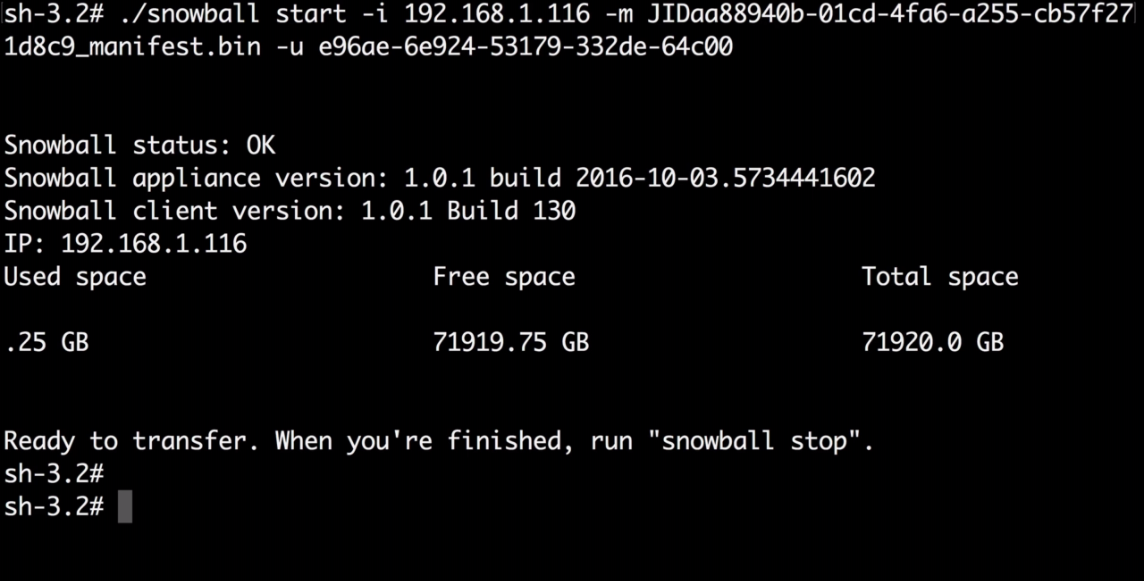 sh-3.2# ./snowball start -i 192.168.1.116 -m JIDaa88940b-01cd-4fa6-a255-cb57f27
1d8c9_manifest.bin -u e96ae-6e924-53179-332de-64c00
Snowball status: OK
Snowball appliance version: 1.0.1 build 2016-10-03.5734441602
Snowball client version: 1.0.1 Build 130
IP: 192.168.1.116
Used space Free space Total space
.25 GB 71919.75 GB 71920.0 GB
Ready to transfer. When you're finished, run "snowball stop".
sh-3.2#
sh-3.2#